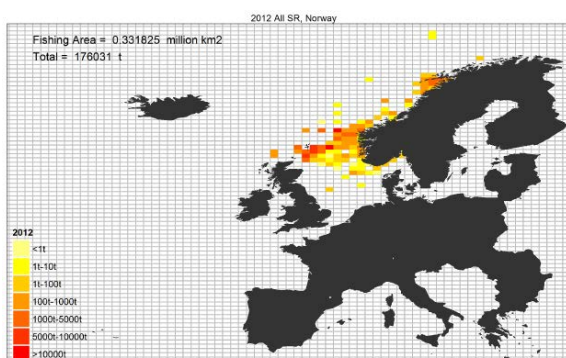 2012 All SR, Norway
Fishing Area = 0.331825 million km2
Total = 176031 t
2012
<1t
1t-10t
1t-100t
100t-1000t
1000t-5000t
5000t-10000t
>10000t